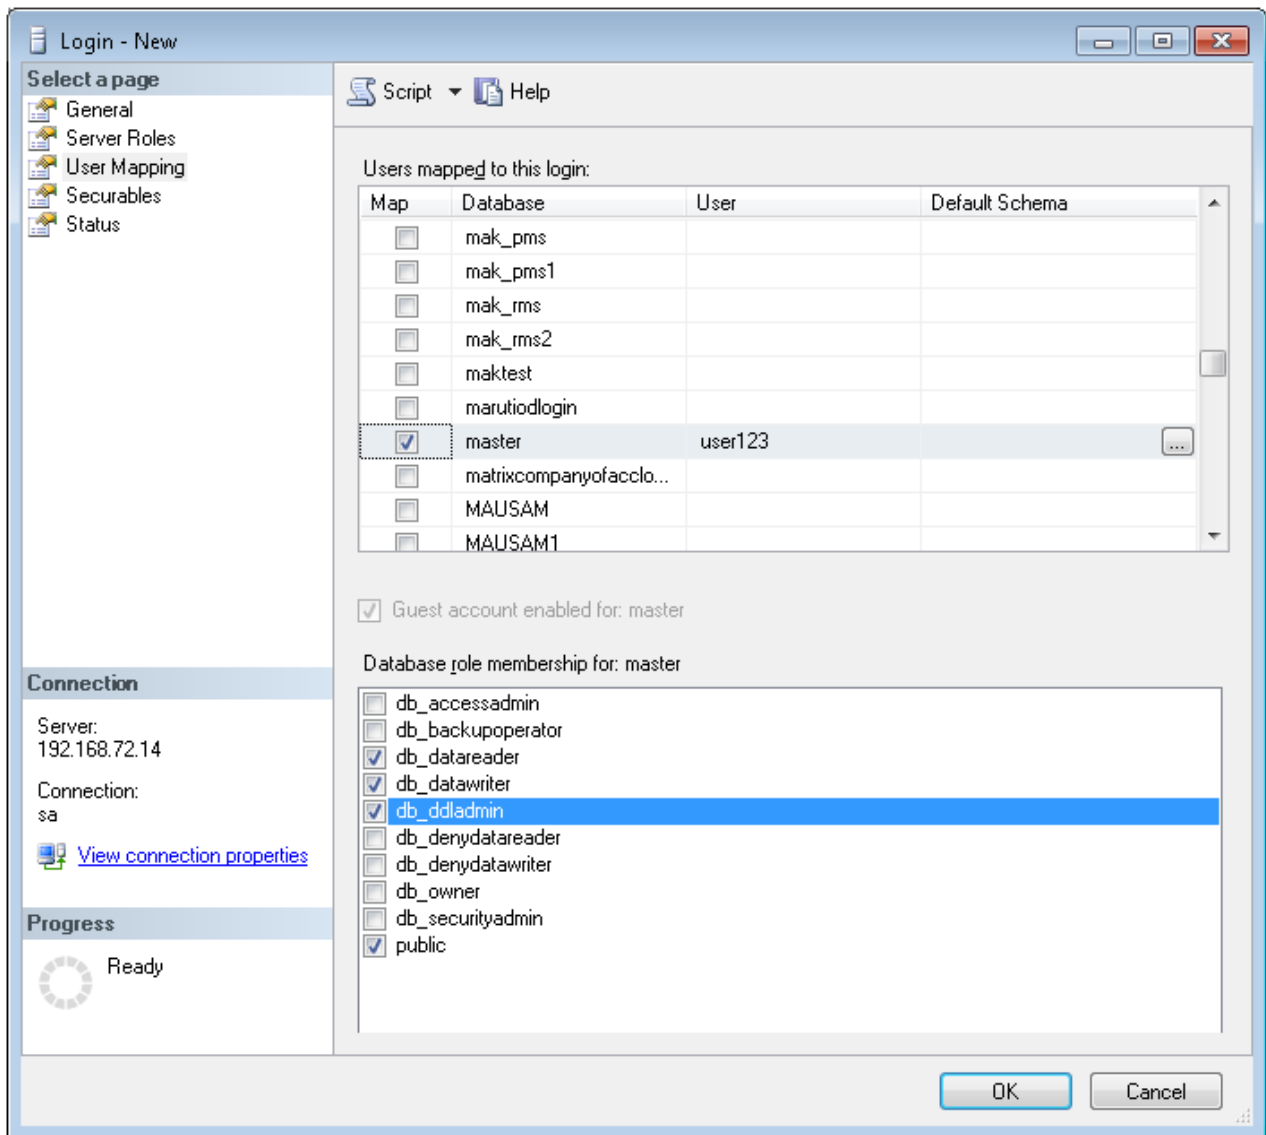 Login - New
Select a page
General
Server Roles
User Mapping
Securables
Status
Script
Help
Users mapped to this login:
Map Database User Default Schema
mak_pms
mak_pms1
mak_rms
mak_rms2
maktest
marutiodlogin
master user123 ...
matrixcompanyofacclo...
MAUSAM
MAUSAM1
Guest account enabled for: master
Database role membership for: master
db_accessadmin
db_backupoperator
db_datareader
db_datawriter
db_ddladmin
db_denydatareader
db_denydatawriter
db_owner
db_securityadmin
public
Connection
Server:
192.168.72.14
Connection:
sa
View connection properties
Progress
Ready
OK Cancel